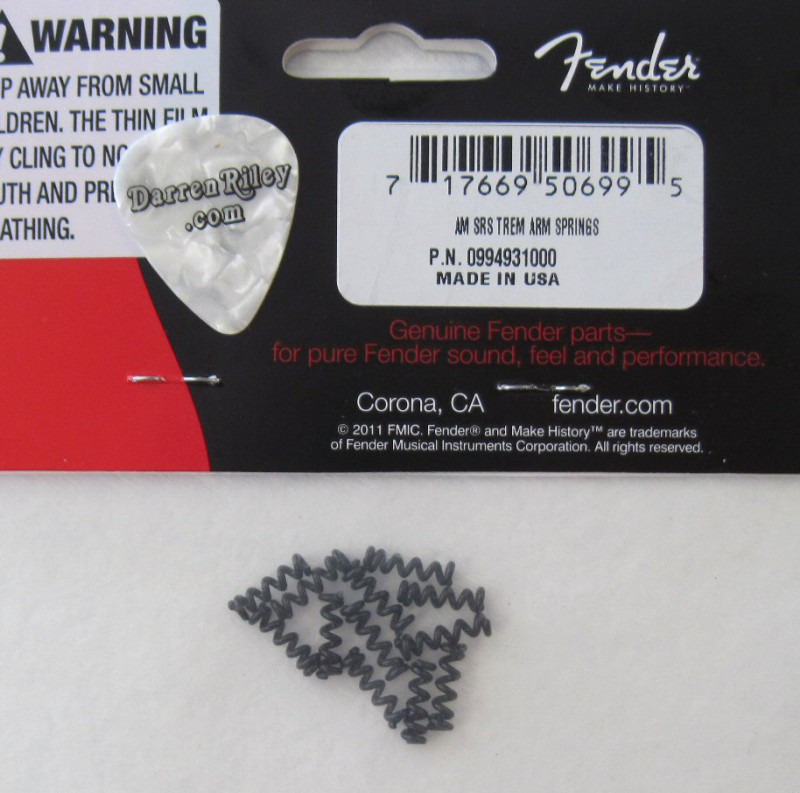 WARNING
P AWAY FROM SMALL
LDREN. THE THIN FILM
Y CLING TO NO
UTH AND PRE
ATHING.
DarrenRiley
.com
Fender
MAKE HISTORY™
7 17669 50699 5
AM SRS TREM ARM SPRINGS
P.N. 0994931000
MADE IN USA
Genuine Fender parts—
for pure Fender sound, feel and performance.
Corona, CA fender.com
© 2011 FMIC. Fender® and Make History™ are trademarks
of Fender Musical Instruments Corporation. All rights reserved.